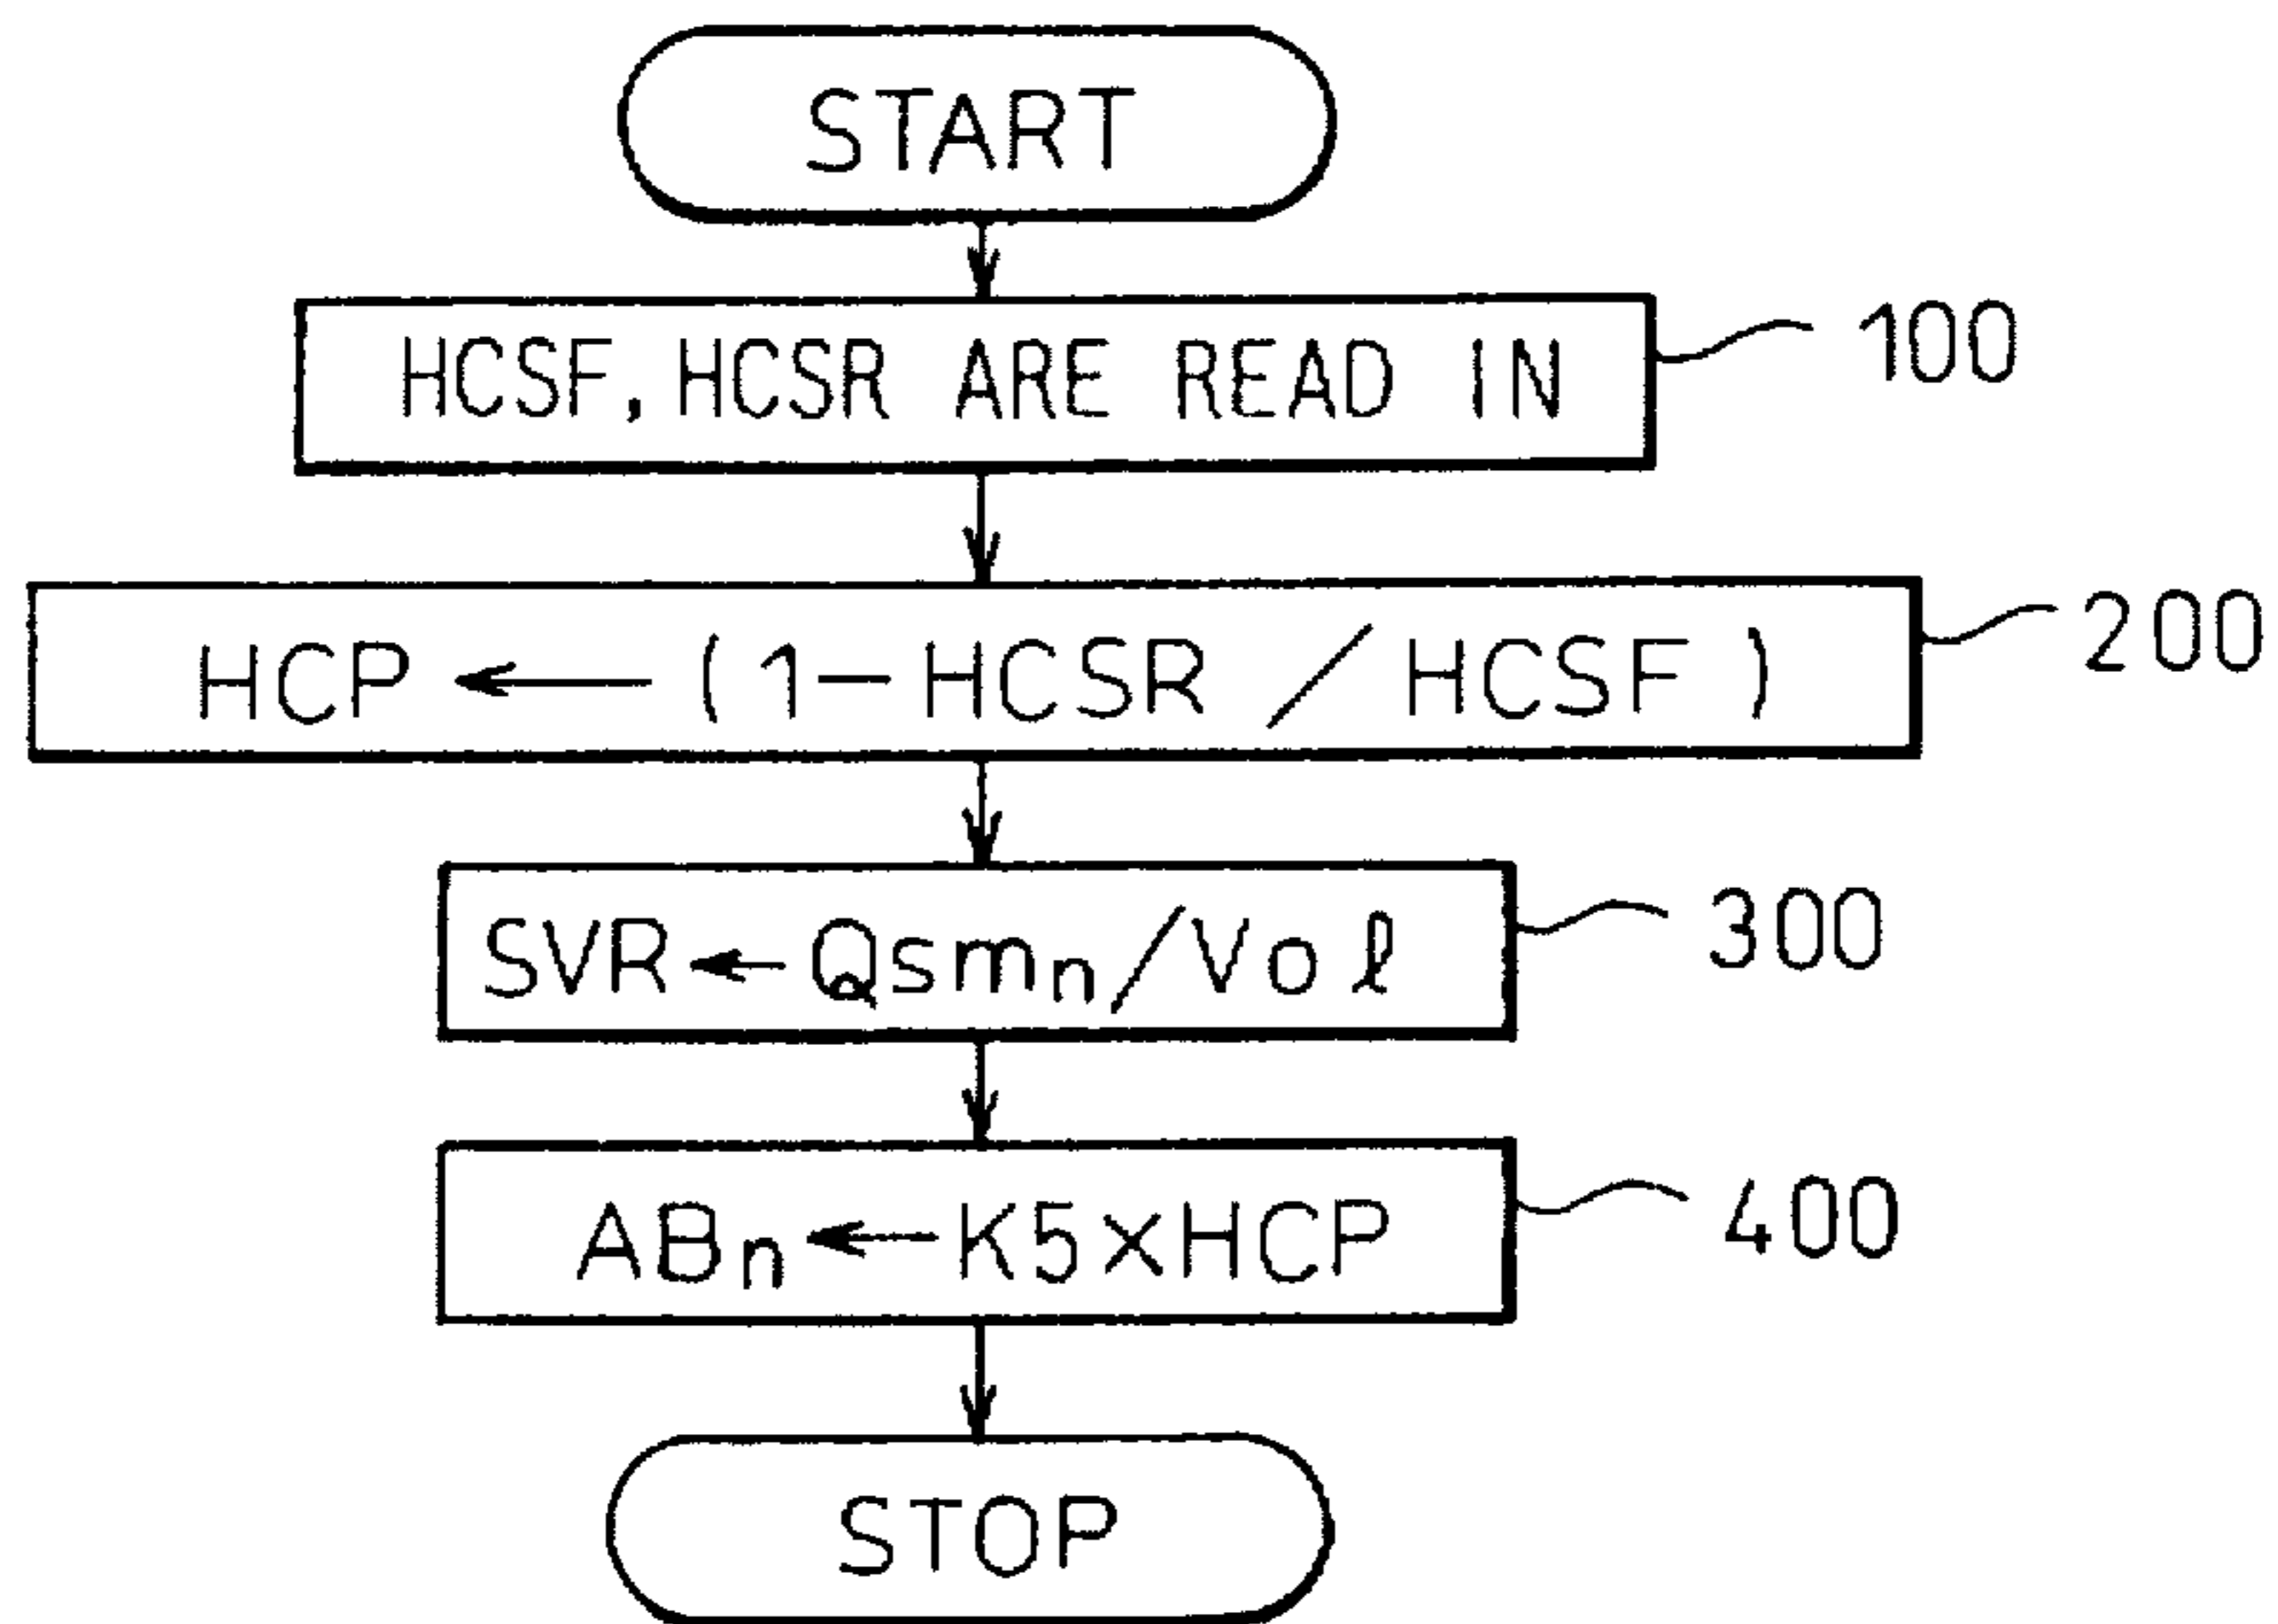 START
HCSF, HCSR ARE READ IN 100
HCP ← (1−HCSR／HCSF) 200
SVR ← Qsmₙ/Voℓ 300
ABₙ ← K5×HCP 400
STOP